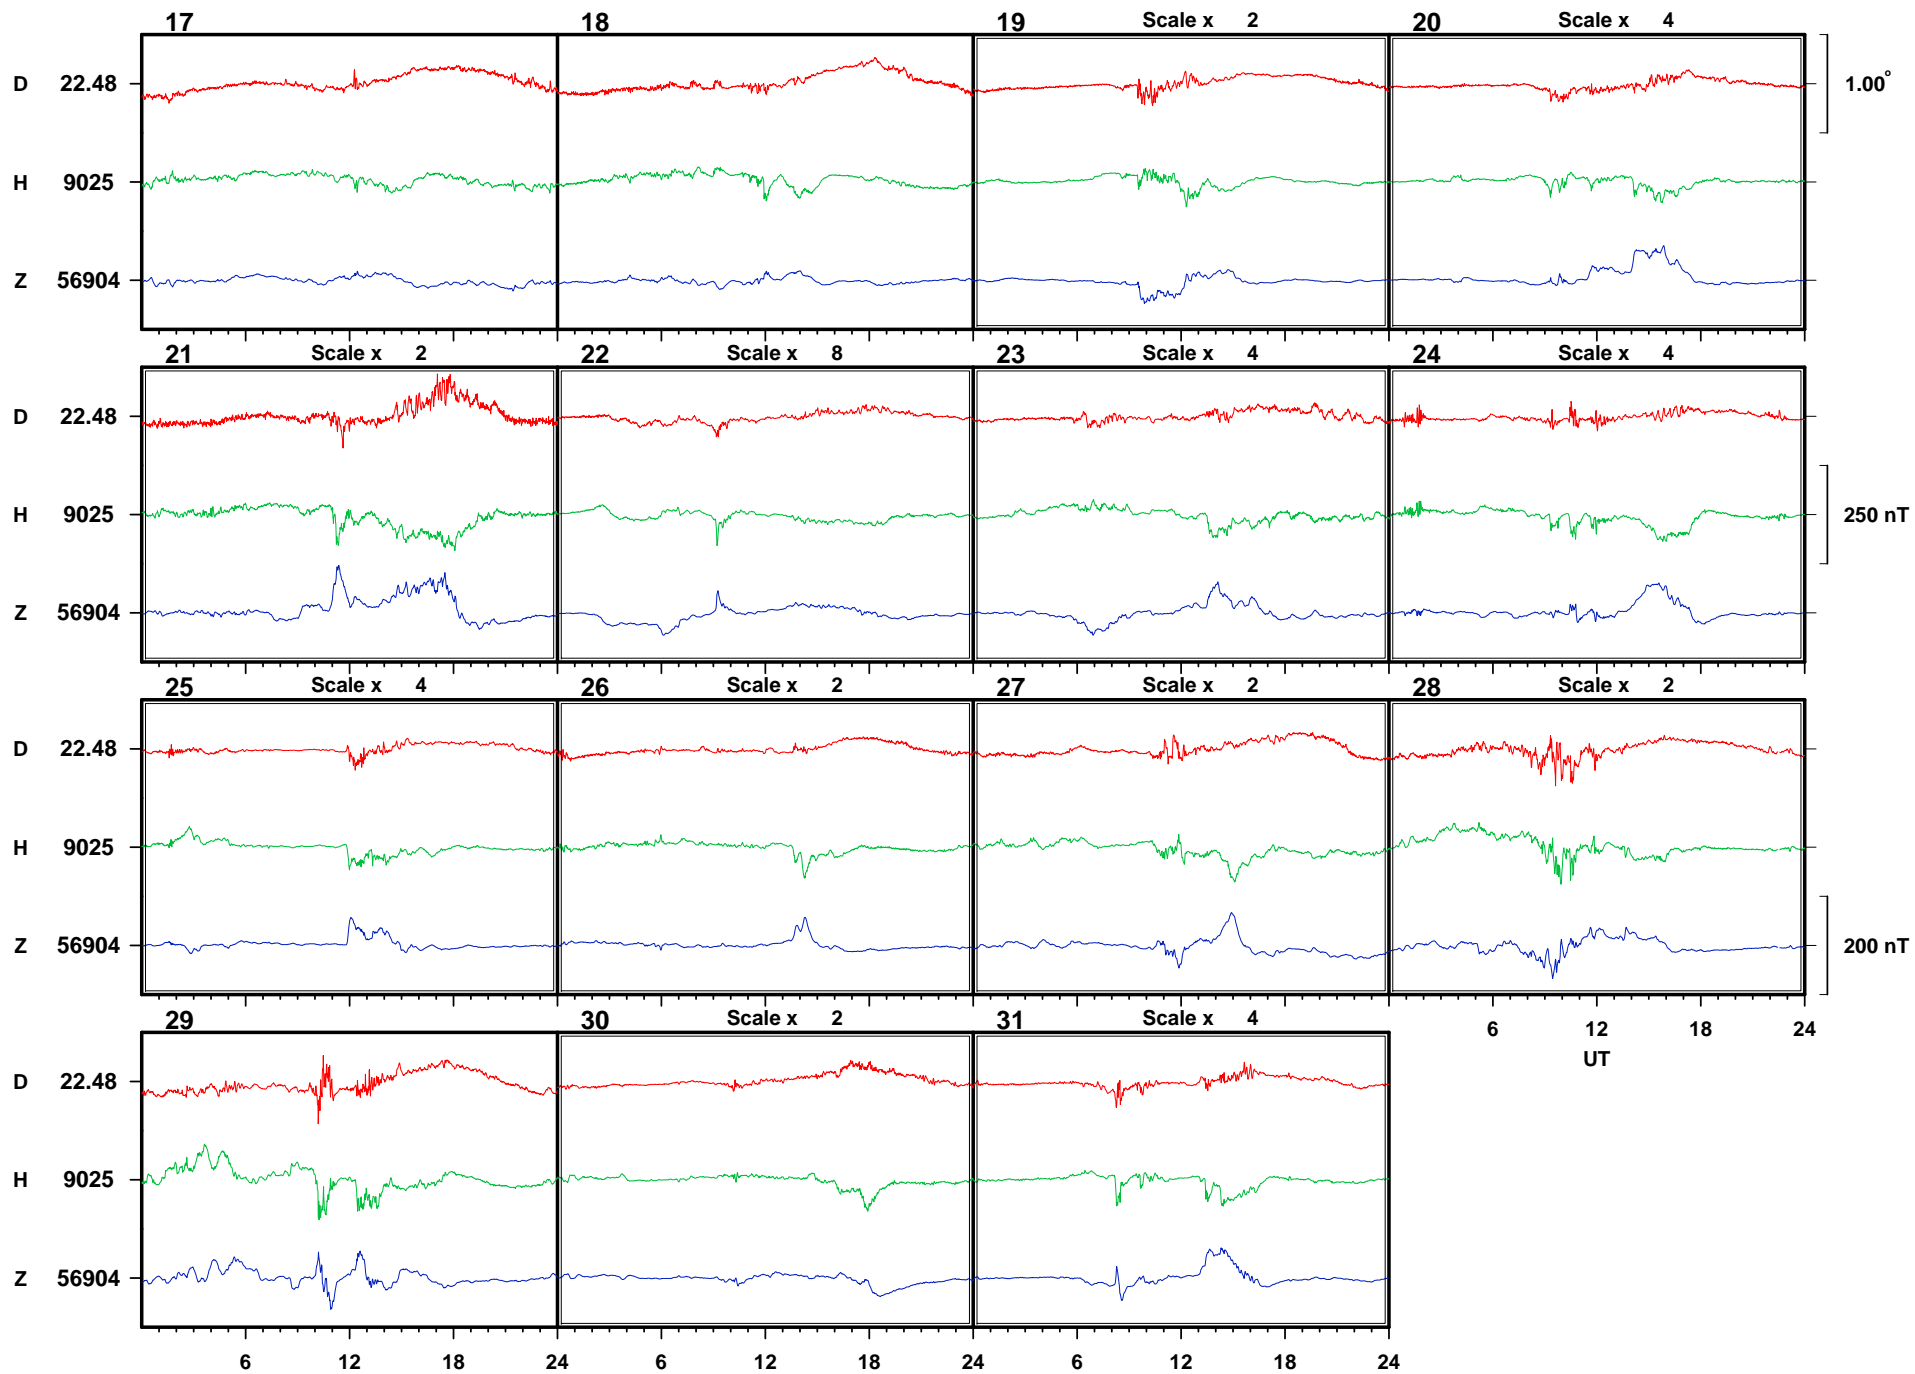 17 18 19 Scale x 2 20 Scale x 4
D 22.48 1.00°
H 9025
Z 56904
21 Scale x 2 22 Scale x 8 23 Scale x 4 24 Scale x 4
D 22.48
H 9025 250 nT
Z 56904
25 Scale x 4 26 Scale x 2 27 Scale x 2 28 Scale x 2
D 22.48
H 9025
Z 56904 200 nT
29 30 Scale x 2 31 Scale x 4 6 12 18 24
UT
D 22.48
H 9025
Z 56904
6 12 18 24 6 12 18 24 6 12 18 24